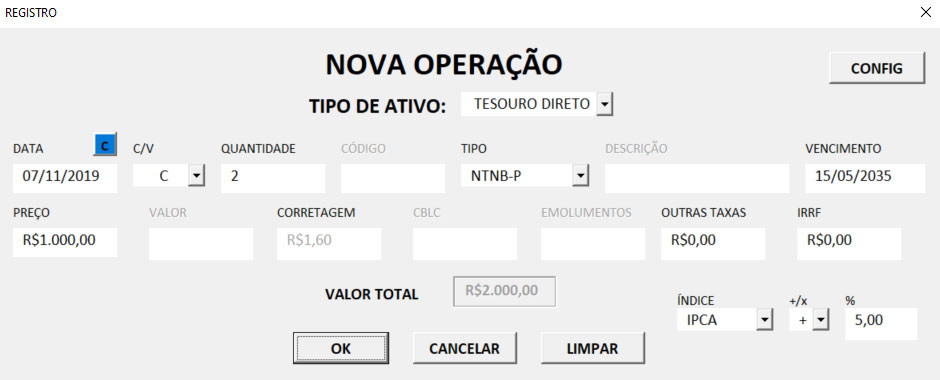 REGISTRO
NOVA OPERAÇÃO
CONFIG
TIPO DE ATIVO: TESOURO DIRETO
DATA C C/V QUANTIDADE CÓDIGO TIPO DESCRIÇÃO VENCIMENTO
07/11/2019 C 2 NTNB-P 15/05/2035
PREÇO VALOR CORRETAGEM CBLC EMOLUMENTOS OUTRAS TAXAS IRRF
R$1.000,00 R$1,60 R$0,00 R$0,00
VALOR TOTAL R$2.000,00
ÍNDICE +/x %
IPCA + 5,00
OK CANCELAR LIMPAR